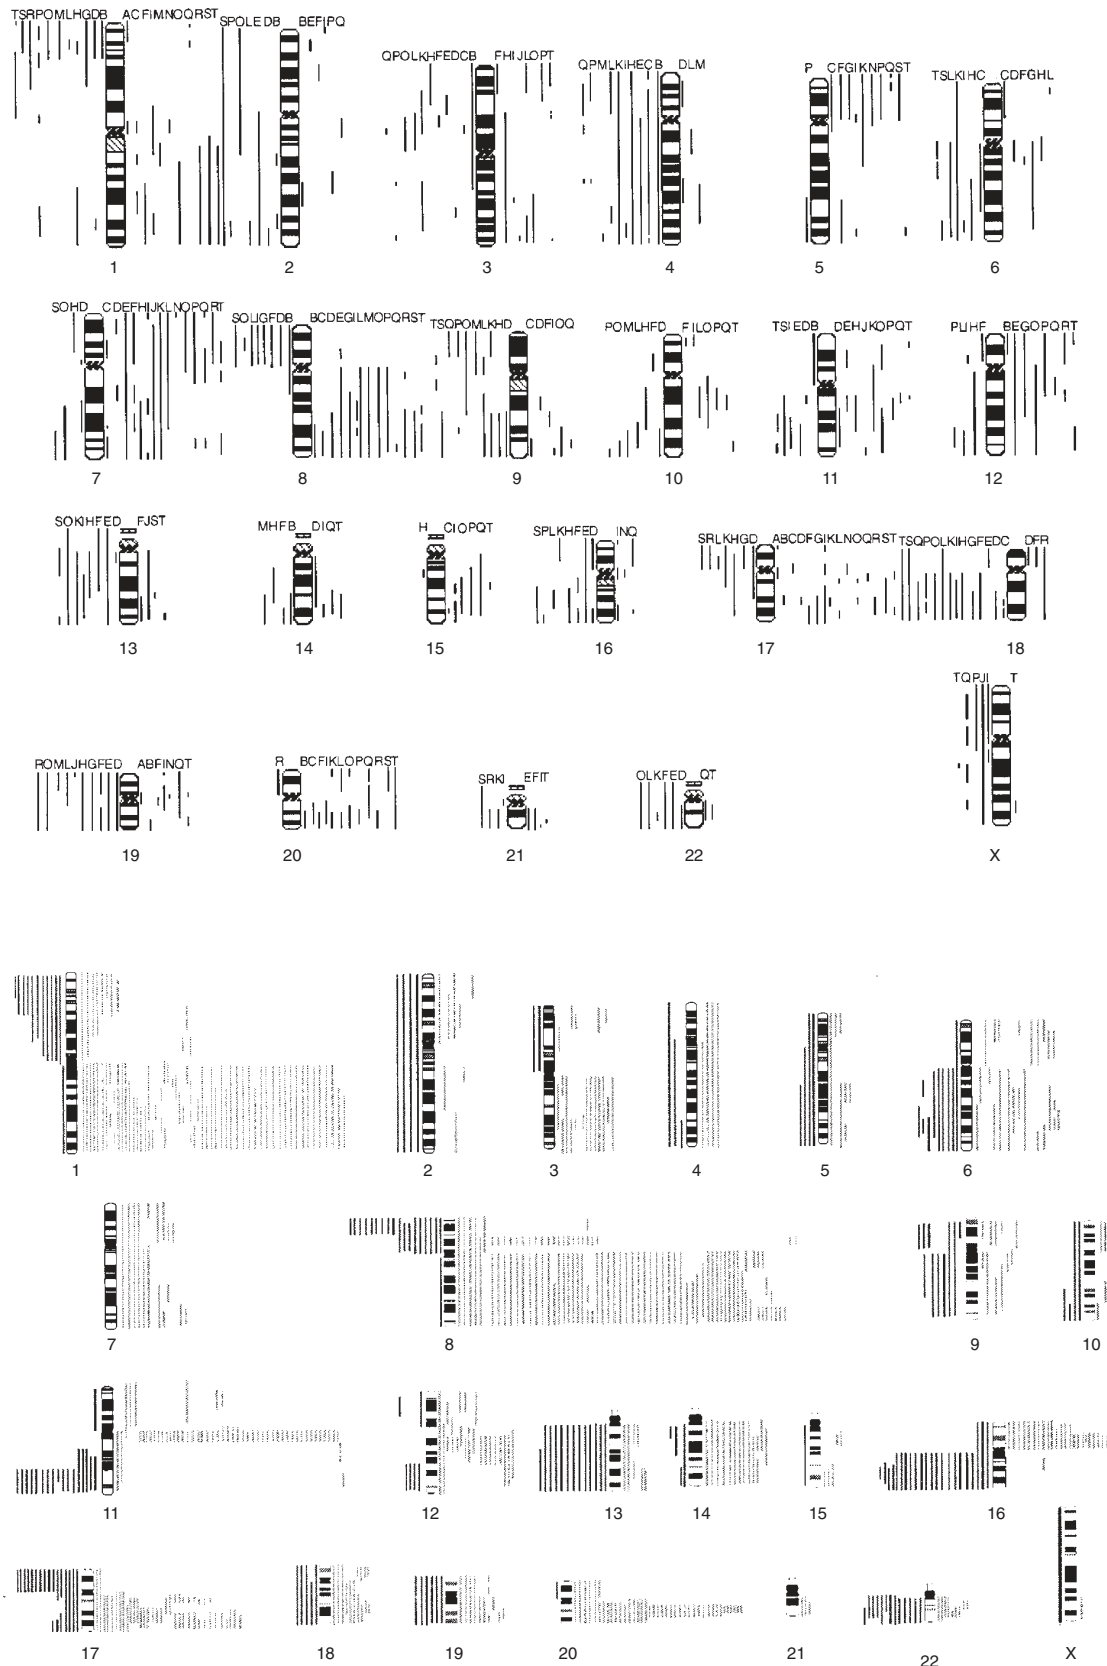 TSRPOMLHGDB ACFIMNOQRST SPOLEDB BEFIPQ
QPOLKHFEDCB FHIJLOPT QPMLKIHECB DLM P CFGIKNPQST TSLKIHC CDFGHL
1 2 3 4 5 6
SOHD CDEFHIJKLNOPQRT SOLIGFDB BCDEGILMOPQRST TSQPOMLKHD CDFIOQ POMLHFD FILOPQT TSIEDB DEHJKOPQT PLIHF BEGOPQRT
7 8 9 10 11 12
SOKIHFED FJST MHFB DIQT H CIOPQT SPLKHFED INQ SRLKHGD ABCDFGIKLNOQRST TSQPOLKIHGFEDC DFR
13 14 15 16 17 18
TQPJI T
ROMLJHGFED ABFINQT R BCFIKLOPQRST SRKI EFIT OLKFED QT
19 20 21 22 X
1 2 3 4 5 6
7 8 9 10
11 12 13 14 15 16
17 18 19 20 21 22 X